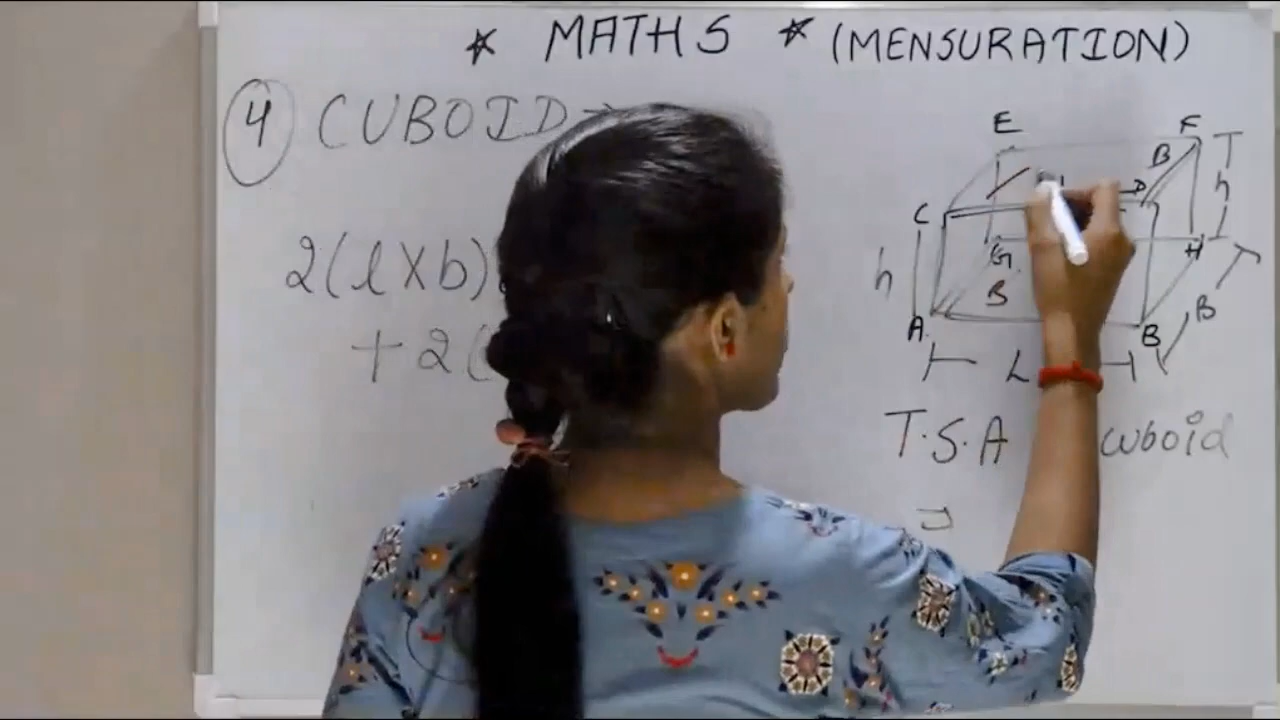 * MATHS * (MENSURATION)
4 CUBOID →
2(l×b)
+2(
E F
B T
h
C D
G H
h B
A B B
L
T.S.A cuboid
=